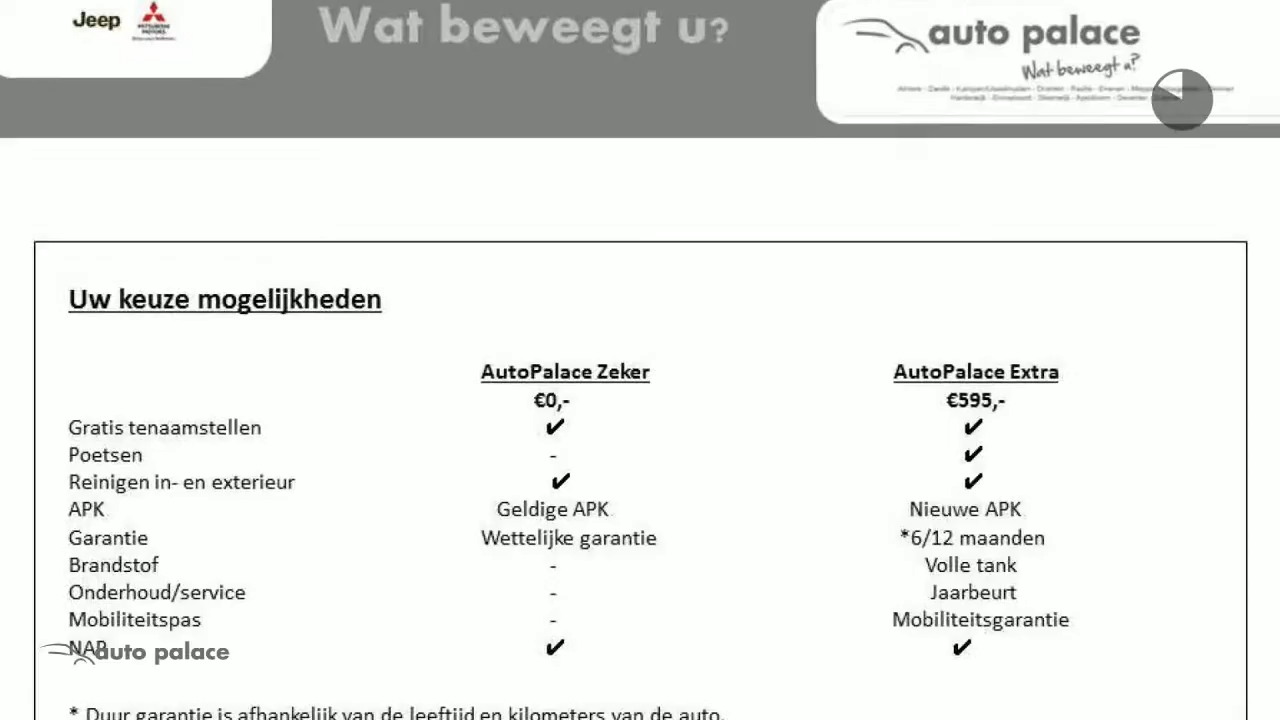 Jeep
MITSUBISHI
MOTORS
Wat beweegt u?
auto palace
Wat beweegt u?
Uw keuze mogelijkheden
AutoPalace Zeker AutoPalace Extra
€0,- €595,-
Gratis tenaamstellen ✔ ✔
Poetsen - ✔
Reinigen in- en exterieur ✔ ✔
APK Geldige APK Nieuwe APK
Garantie Wettelijke garantie *6/12 maanden
Brandstof - Volle tank
Onderhoud/service - Jaarbeurt
Mobiliteitspas - Mobiliteitsgarantie
NAP ✔ ✔
auto palace
* Duur garantie is afhankelijk van de leeftijd en kilometers van de auto.